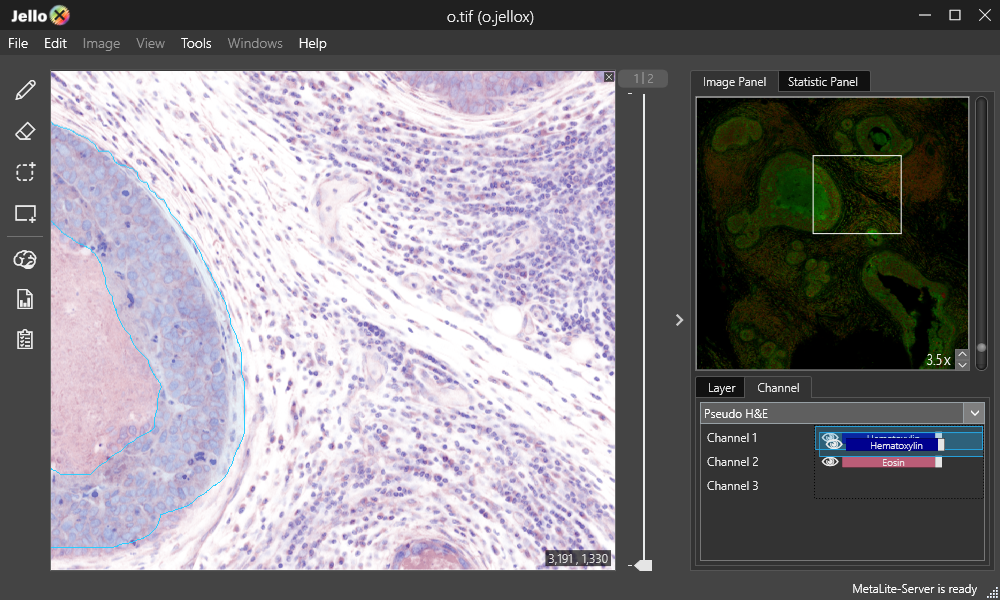 Jello X
o.tif (o.jellox)
File Edit Image View Tools Windows Help
1|2
Image Panel Statistic Panel
3.5x
Layer Channel
Pseudo H&E
Channel 1 Hematoxylin
Hematoxylin
Channel 2 Eosin
Channel 3
3,191 , 1,330
MetaLite-Server is ready